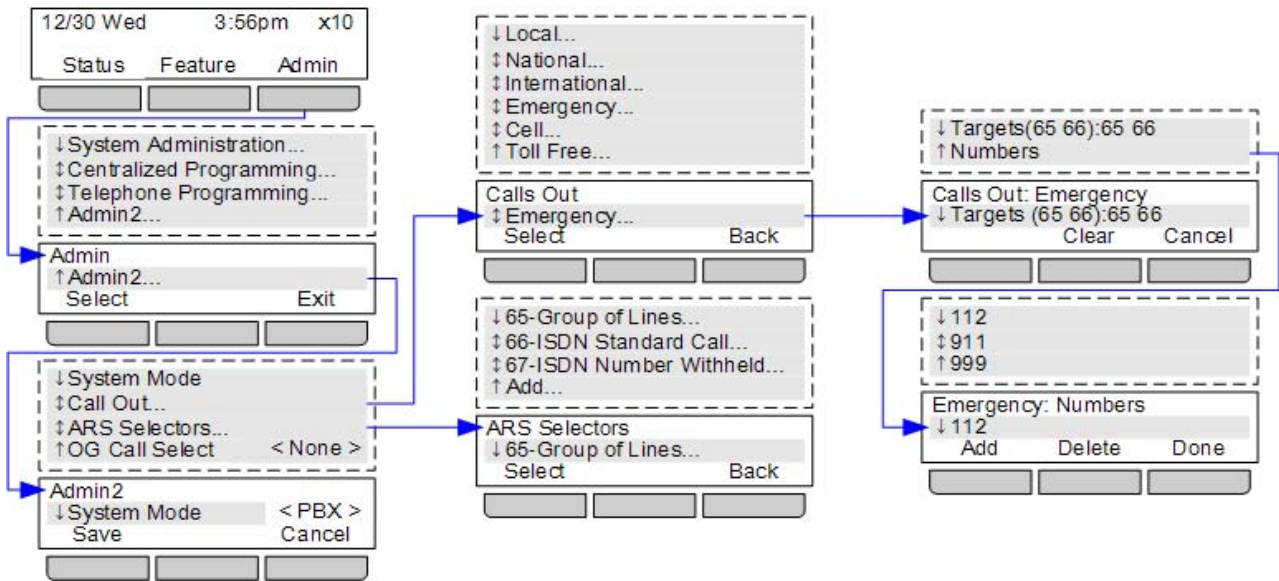 12/30 Wed 3:56pm x10
Status Feature Admin
↓System Administration...
↕Centralized Programming...
↕Telephone Programming...
↑Admin2...
Admin
↑Admin2...
Select Exit
↓System Mode
↕Call Out...
↕ARS Selectors...
↑OG Call Select < None >
Admin2
↓System Mode < PBX >
Save Cancel
↓Local...
↕National...
↕International...
↕Emergency...
↕Cell...
↑Toll Free...
Calls Out
↕Emergency...
Select Back
↓65-Group of Lines...
↕66-ISDN Standard Call...
↕67-ISDN Number Withheld...
↑Add...
ARS Selectors
↓65-Group of Lines...
Select Back
↓Targets(65 66):65 66
↑Numbers
Calls Out: Emergency
↓Targets (65 66):65 66
Clear Cancel
↓112
↕911
↑999
Emergency: Numbers
↓112
Add Delete Done